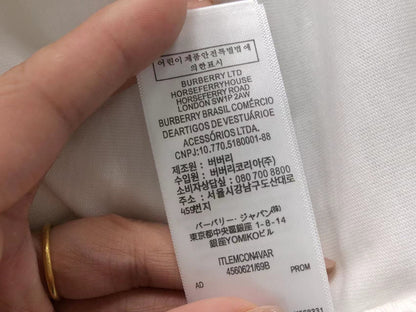 어린이 제품안전특별법에
의한표시
BURBERRY LTD
HORSEFERRYHOUSE
HORSEFERRY ROAD
LONDON SW1P 2AW
BURBERRY BRASIL COMÉRCIO
DEARTIGOS DE VESTUÁRIOE
ACESSÓRIOS LTDA.
CNPJ:10.770.5180001-88
제조원 : 버버리
수입원 : 버버리코리아(주)
소비자상담실 : 080 700 8800
주소 : 서울시강남구도산대로
459번지
バーバリー・ジャパン(株)
東京都中央區銀座 1-8-14
銀座YOMIKOビル
ITLEMCON4VAR
4560621/69B
AD PROM